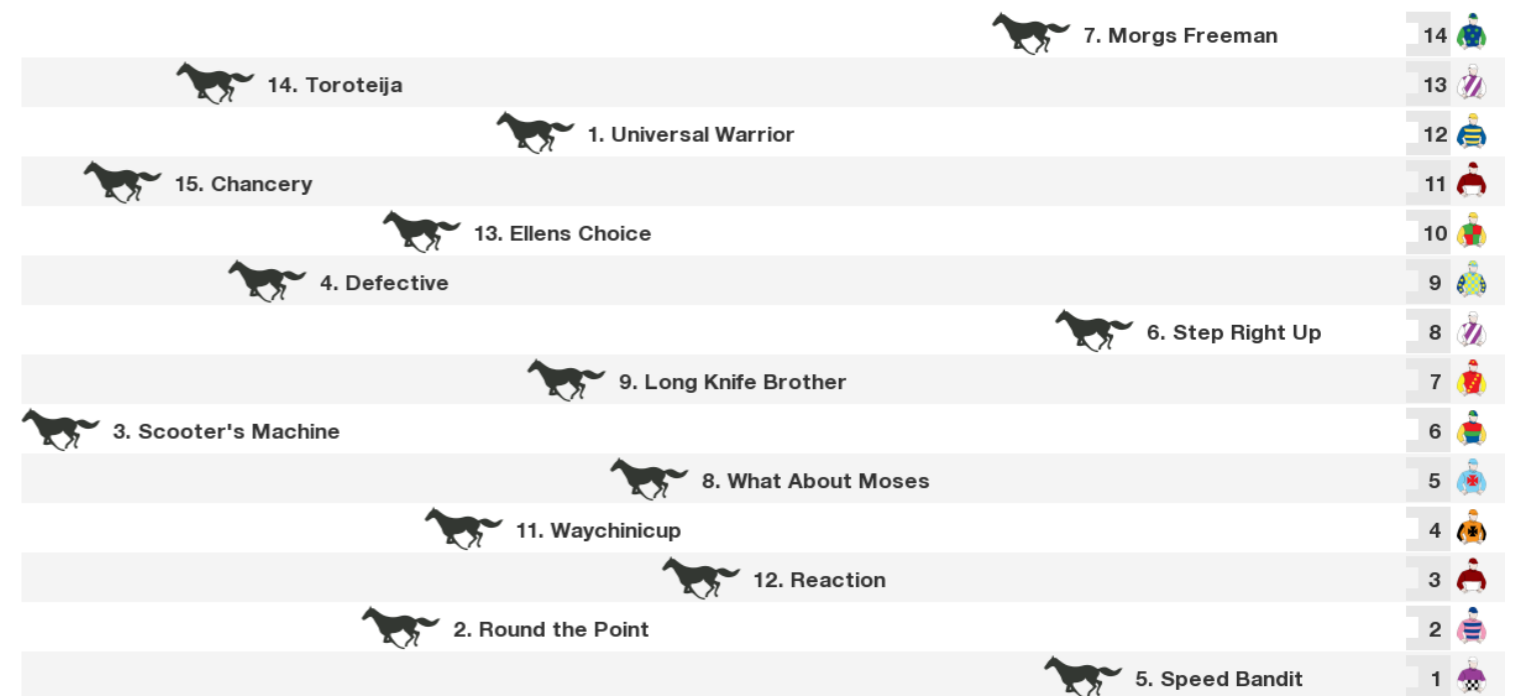 7. Morgs Freeman 14
14. Toroteija 13
1. Universal Warrior 12
15. Chancery 11
13. Ellens Choice 10
4. Defective 9
6. Step Right Up 8
9. Long Knife Brother 7
3. Scooter's Machine 6
8. What About Moses 5
11. Waychinicup 4
12. Reaction 3
2. Round the Point 2
5. Speed Bandit 1